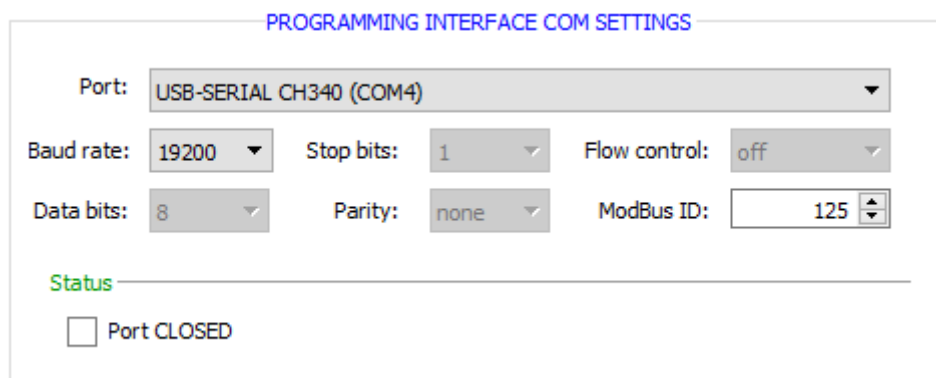 PROGRAMMING INTERFACE COM SETTINGS
Port: USB-SERIAL CH340 (COM4)
Baud rate: 19200 Stop bits: 1 Flow control: off
Data bits: 8 Parity: none ModBus ID: 125
Status
Port CLOSED